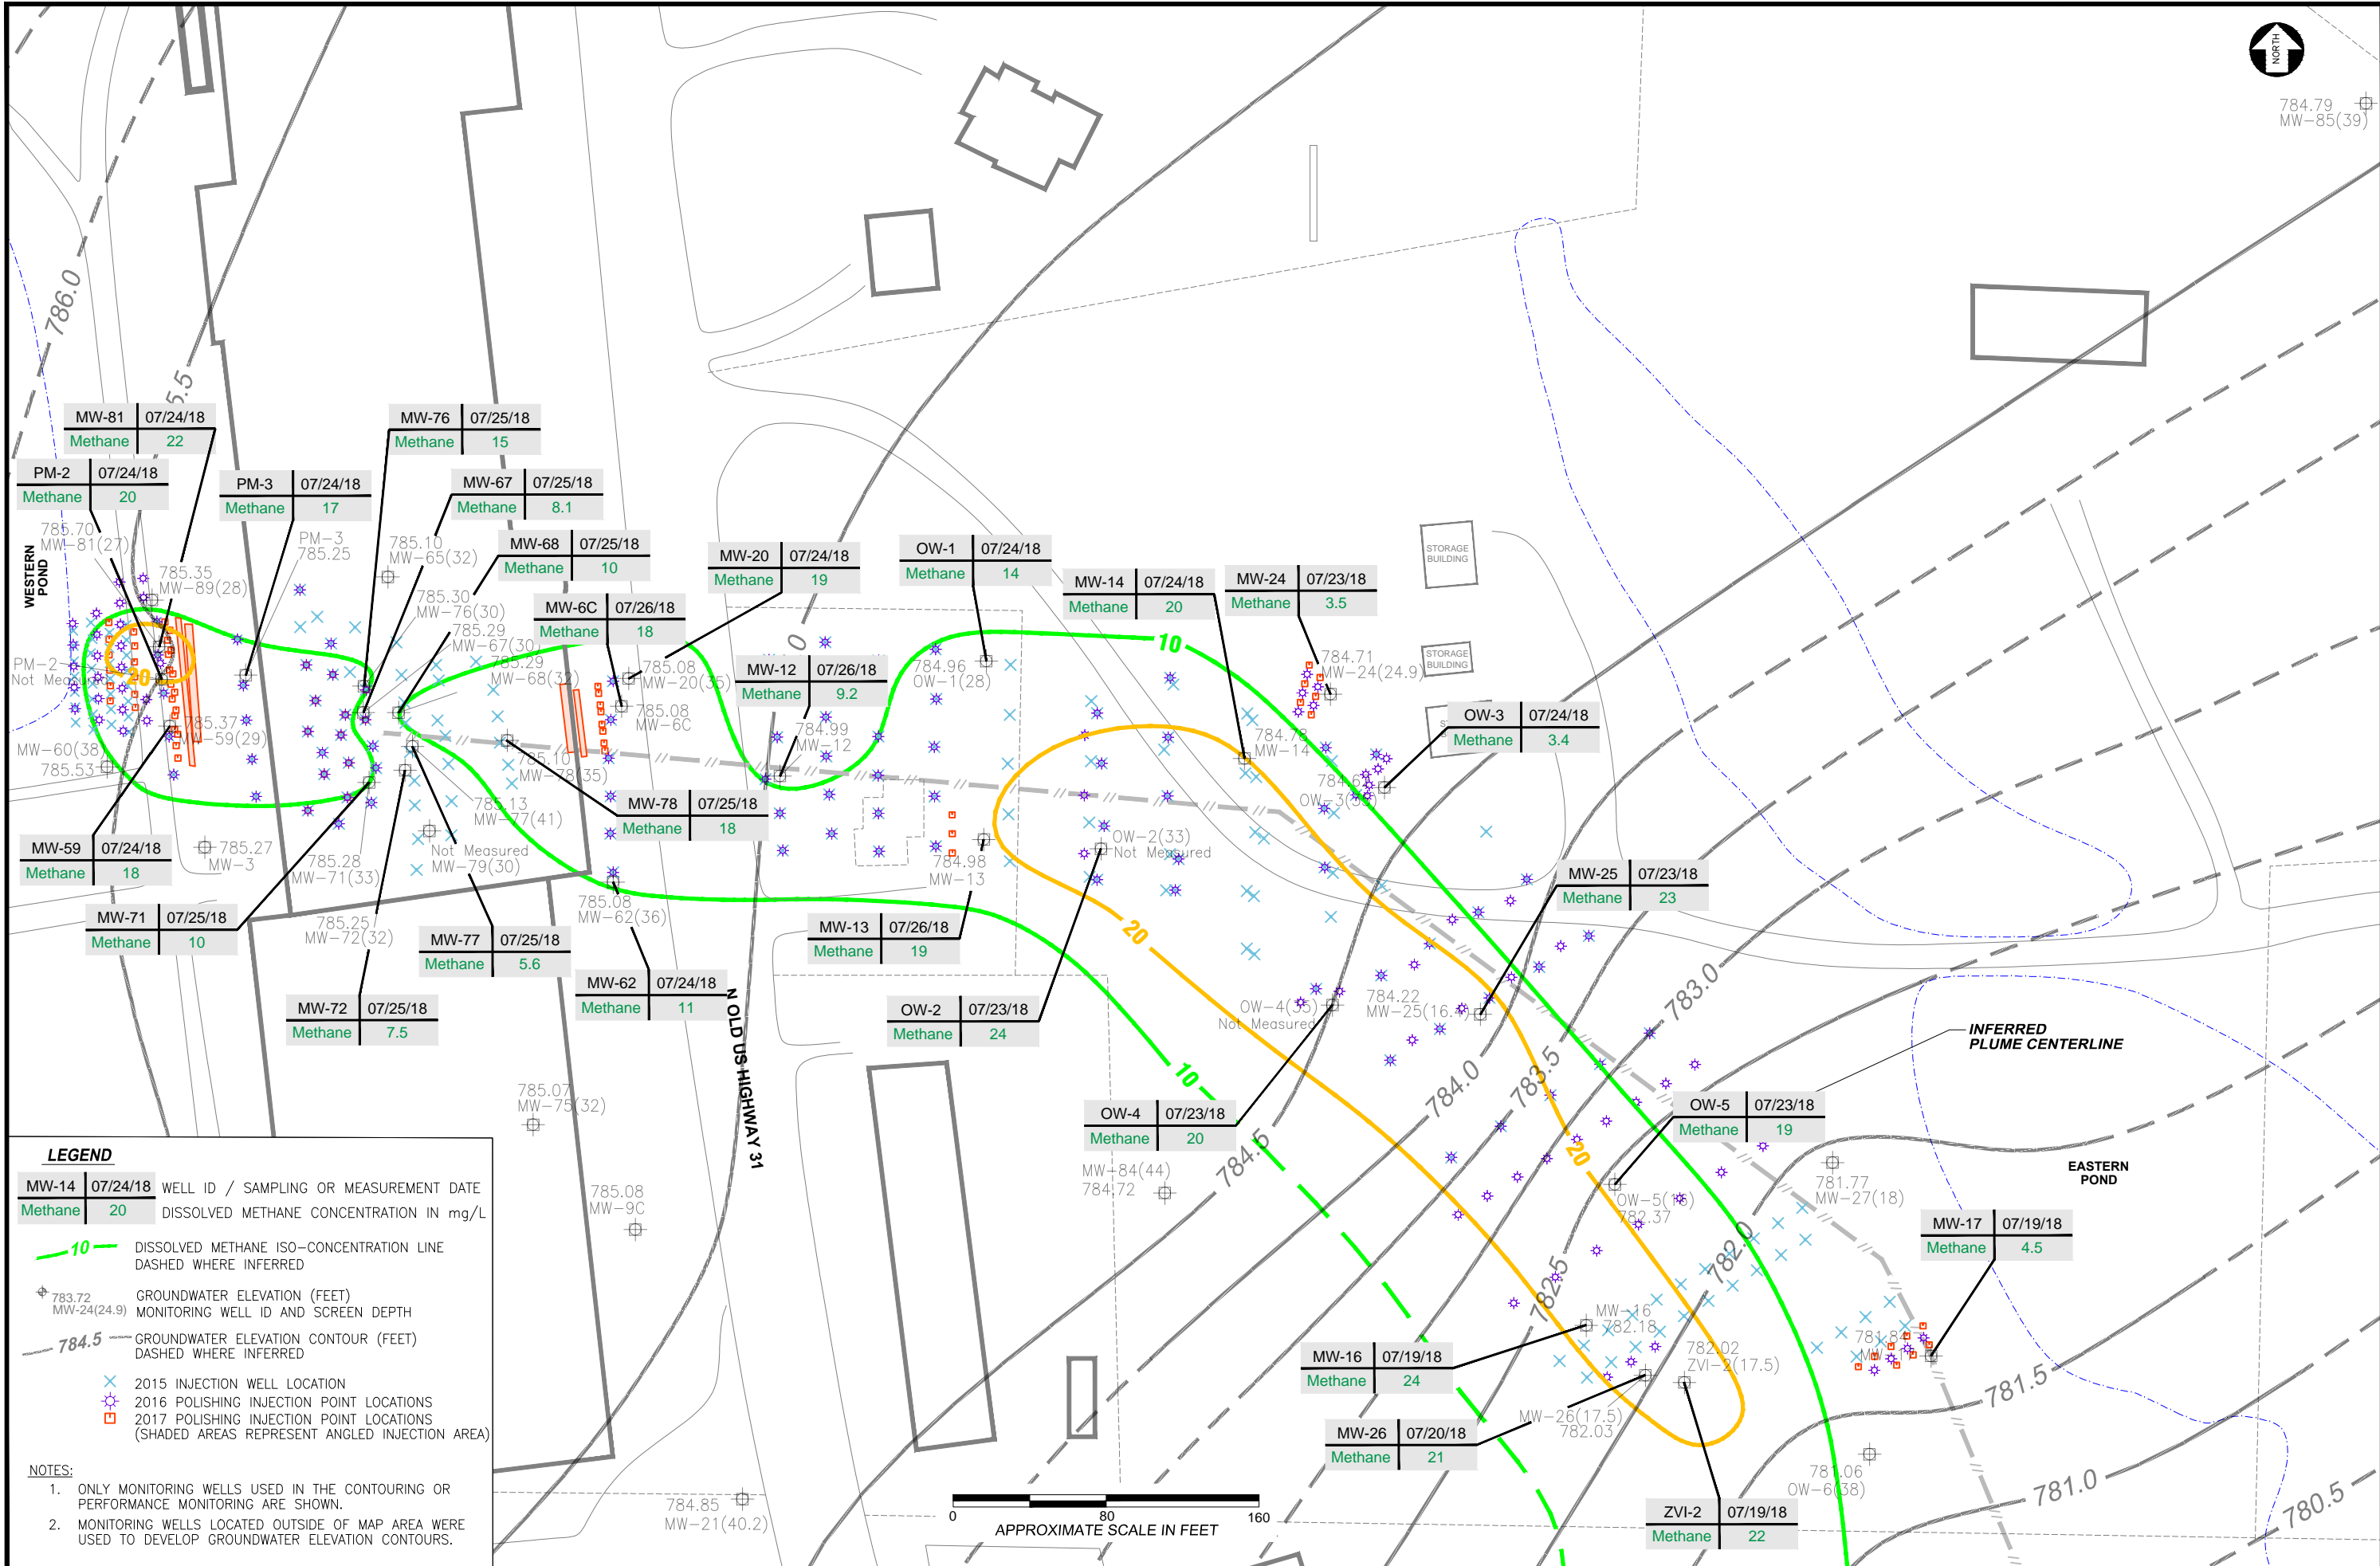 NORTH
784.79
MW-85(39)
786.0
5.5
MW-81 07/24/18
Methane 22
MW-76 07/25/18
Methane 15
PM-2 07/24/18
Methane 20
PM-3 07/24/18
Methane 17
MW-67 07/25/18
Methane 8.1
MW-68 07/25/18
Methane 10
MW-20 07/24/18
Methane 19
OW-1 07/24/18
Methane 14
MW-14 07/24/18
Methane 20
MW-24 07/23/18
Methane 3.5
MW-6C 07/26/18
Methane 18
MW-12 07/26/18
Methane 9.2
OW-3 07/24/18
Methane 3.4
STORAGE
BUILDING
STORAGE
BUILDING
WESTERN
POND
785.70
MW-81(27)
785.35
MW-89(28)
PM-3
785.25
785.10
MW-65(32)
785.30
MW-76(30)
785.29
MW-67(30)
785.29
MW-68(32)
785.08
MW-20(35)
785.08
MW-6C
784.96
OW-1(28)
784.99
MW-12
784.78
MW-14
784.71
MW-24(24.9)
OW-3
PM-2
Not
20
10
0
785.37
MW-59(29)
MW-60(38
785.53
785.10
MW-78(35)
785.13
MW-77(41)
Not Measured
MW-79(30)
785.27
MW-3
785.28
MW-71(33)
785.25
MW-72(32)
785.08
MW-62(36)
784.98
MW-13
OW-2(33)
Not Measured
MW-78 07/25/18
Methane 18
MW-59 07/24/18
Methane 18
MW-71 07/25/18
Methane 10
MW-77 07/25/18
Methane 5.6
MW-72 07/25/18
Methane 7.5
MW-62 07/24/18
Methane 11
MW-13 07/26/18
Methane 19
OW-2 07/23/18
Methane 24
MW-25 07/23/18
Methane 23
20
10
OW-4(35)
Not Measured
784.22
MW-25(16.4)
783.0
783.5
784.0
784.5
INFERRED
PLUME CENTERLINE
N OLD US HIGHWAY 31
785.07
MW-75(32)
785.08
MW-9C
MW-84(44)
784.72
OW-4 07/23/18
Methane 20
OW-5 07/23/18
Methane 19
20
OW-5(18)
782.37
781.77
MW-27(18)
EASTERN
POND
MW-17 07/19/18
Methane 4.5
782.0
782.5
MW-16
782.18
782.02
ZVI-2(17.5)
781.84
MW-16 07/19/18
Methane 24
MW-26(17.5)
782.03
MW-26 07/20/18
Methane 21
781.5
781.0
780.5
781.06
OW-6(38)
ZVI-2 07/19/18
Methane 22
784.85
MW-21(40.2)
0 80 160
APPROXIMATE SCALE IN FEET
LEGEND
MW-14 07/24/18 WELL ID / SAMPLING OR MEASUREMENT DATE
Methane 20 DISSOLVED METHANE CONCENTRATION IN mg/L
10 DISSOLVED METHANE ISO-CONCENTRATION LINE
DASHED WHERE INFERRED
783.72 GROUNDWATER ELEVATION (FEET)
MW-24(24.9) MONITORING WELL ID AND SCREEN DEPTH
784.5 GROUNDWATER ELEVATION CONTOUR (FEET)
DASHED WHERE INFERRED
2015 INJECTION WELL LOCATION
2016 POLISHING INJECTION POINT LOCATIONS
2017 POLISHING INJECTION POINT LOCATIONS
(SHADED AREAS REPRESENT ANGLED INJECTION AREA)
NOTES:
1. ONLY MONITORING WELLS USED IN THE CONTOURING OR
PERFORMANCE MONITORING ARE SHOWN.
2. MONITORING WELLS LOCATED OUTSIDE OF MAP AREA WERE
USED TO DEVELOP GROUNDWATER ELEVATION CONTOURS.